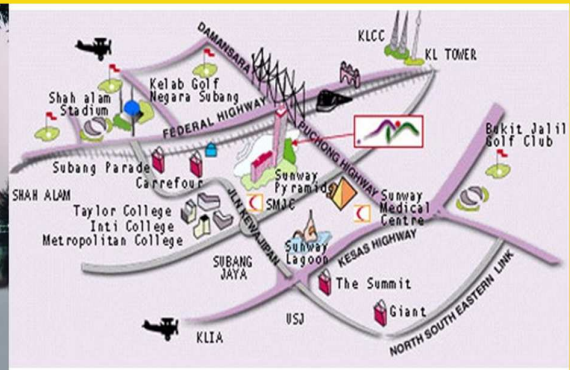 DAMANSARA
PUCHONG HIGHWAY
KLCC
KL TOWER
Kelab Golf
Negara Subang
Shah alam
Stadium
FEDERAL HIGHWAY
Bukit Jalil
Golf Club
Subang Parade
Carrefour
SHAH ALAM
Sunway
Pyramid
SMJC
Sunway
Medical
Centre
Taylor College
Inti College
Metropolitan College
JLN KEWAJIPAN
Sunway
Lagoon
KESAS HIGHWAY
SUBANG
JAYA
The Summit
Giant
USJ
KLIA
NORTH SOUTH EASTERN LINK